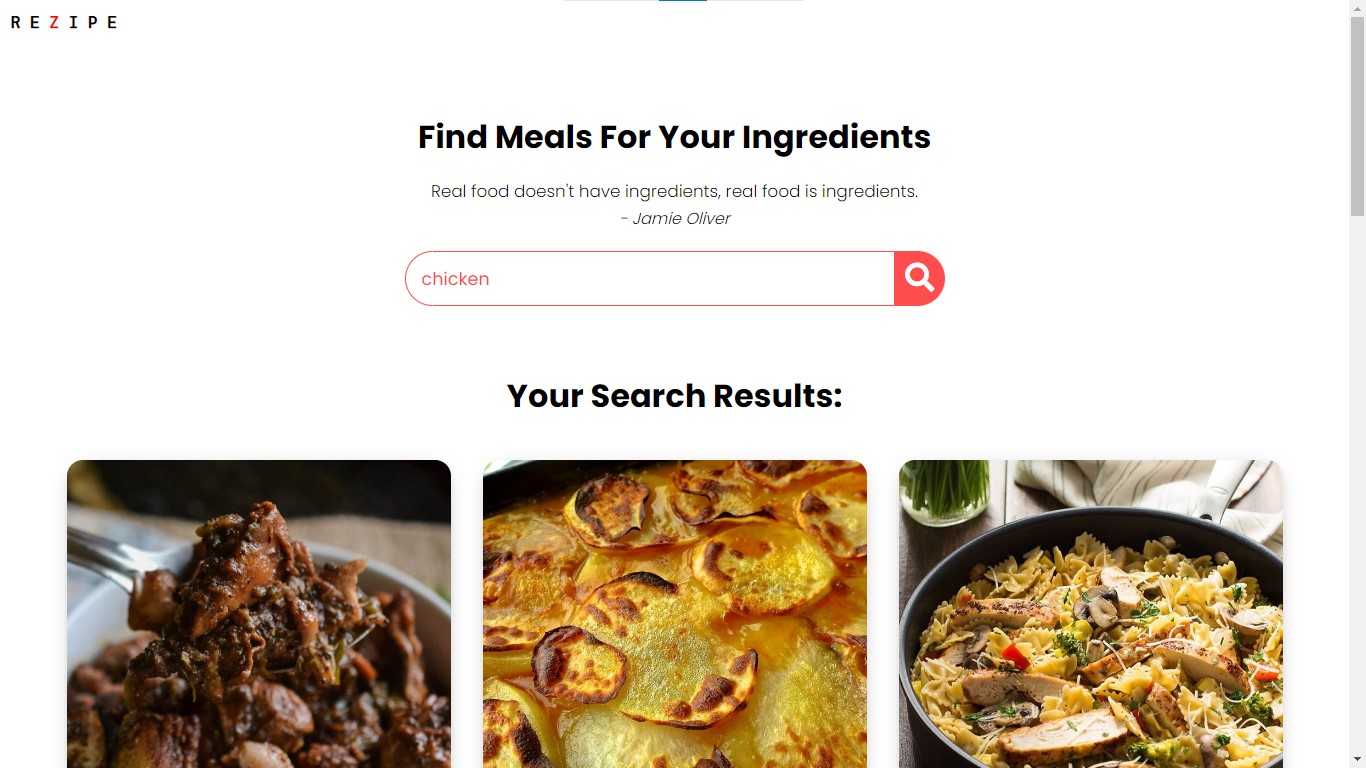 REZIPE
Find Meals For Your Ingredients
Real food doesn't have ingredients, real food is ingredients.
- Jamie Oliver
chicken
Your Search Results: